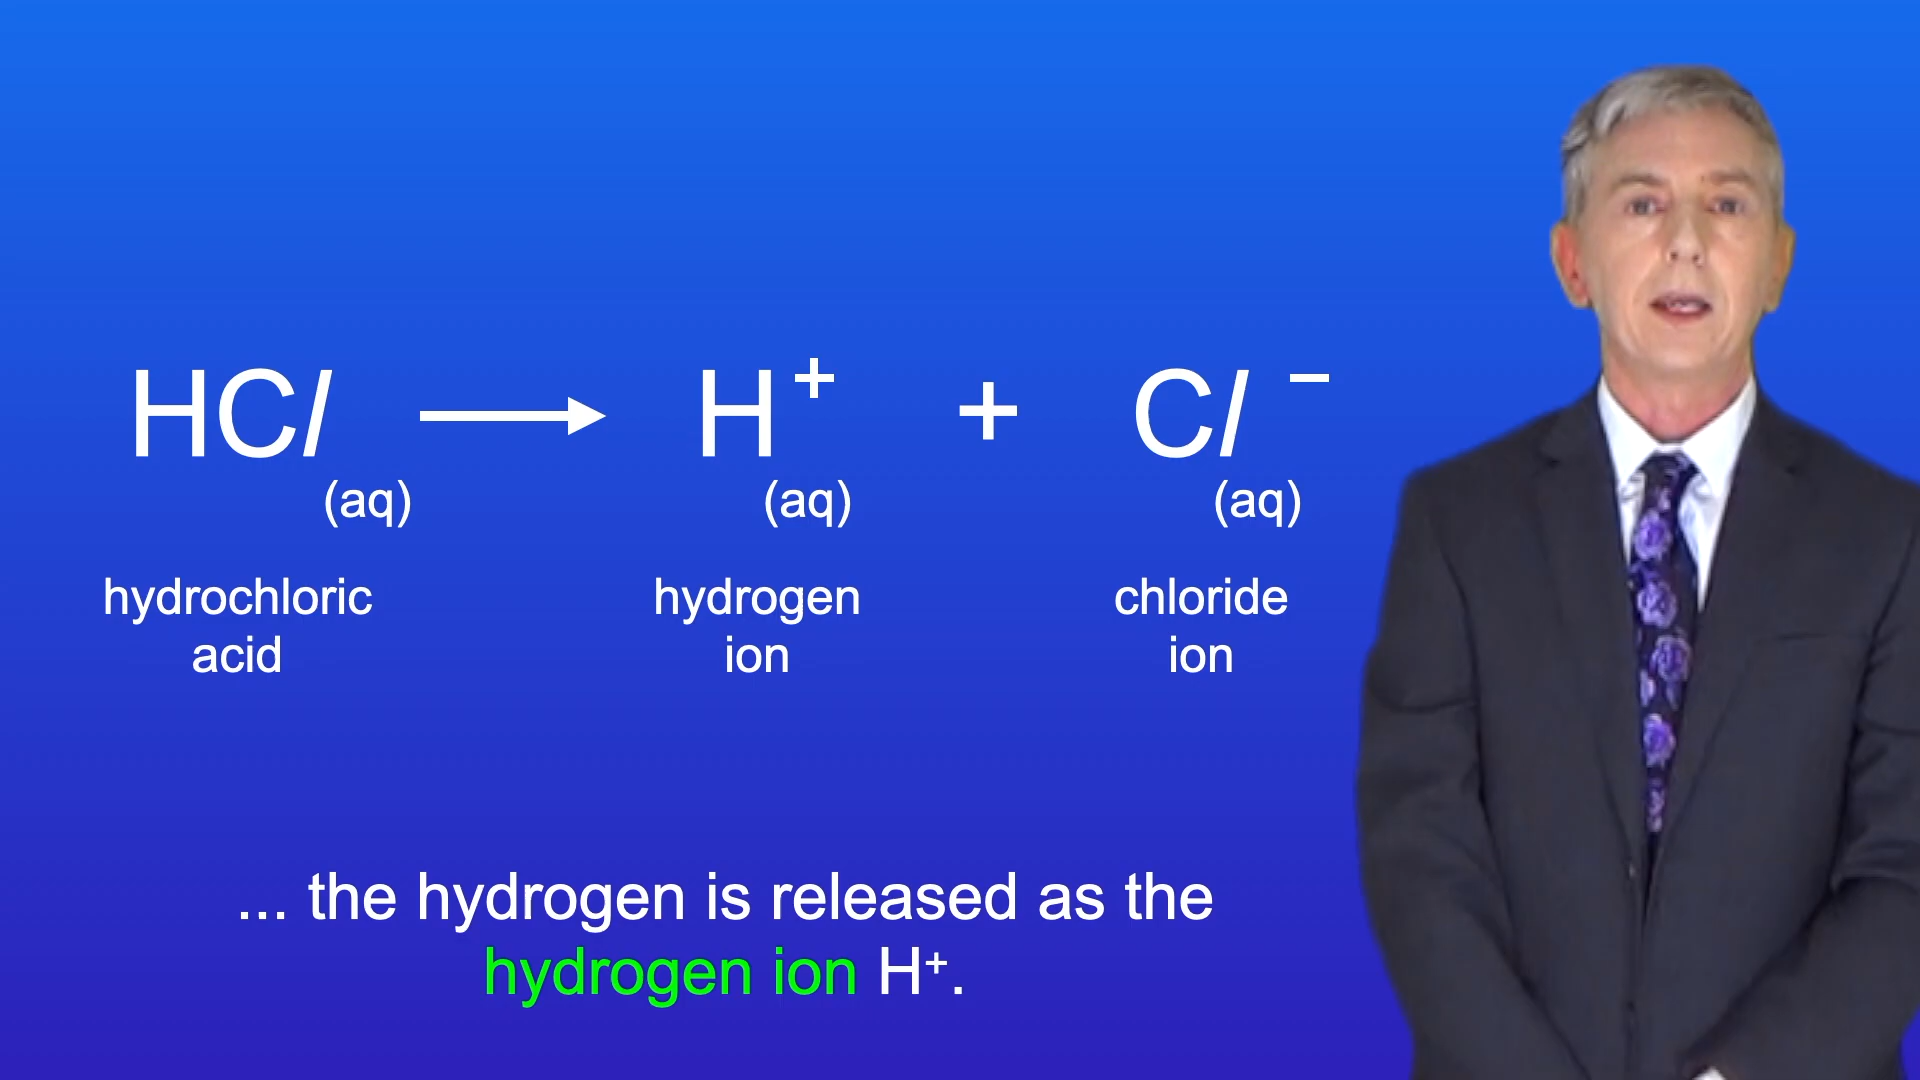 HCl ⟶ H⁺ + Cl⁻
(aq) (aq) (aq)
hydrochloric hydrogen chloride
acid ion ion
... the hydrogen is released as the
hydrogen ion H⁺.